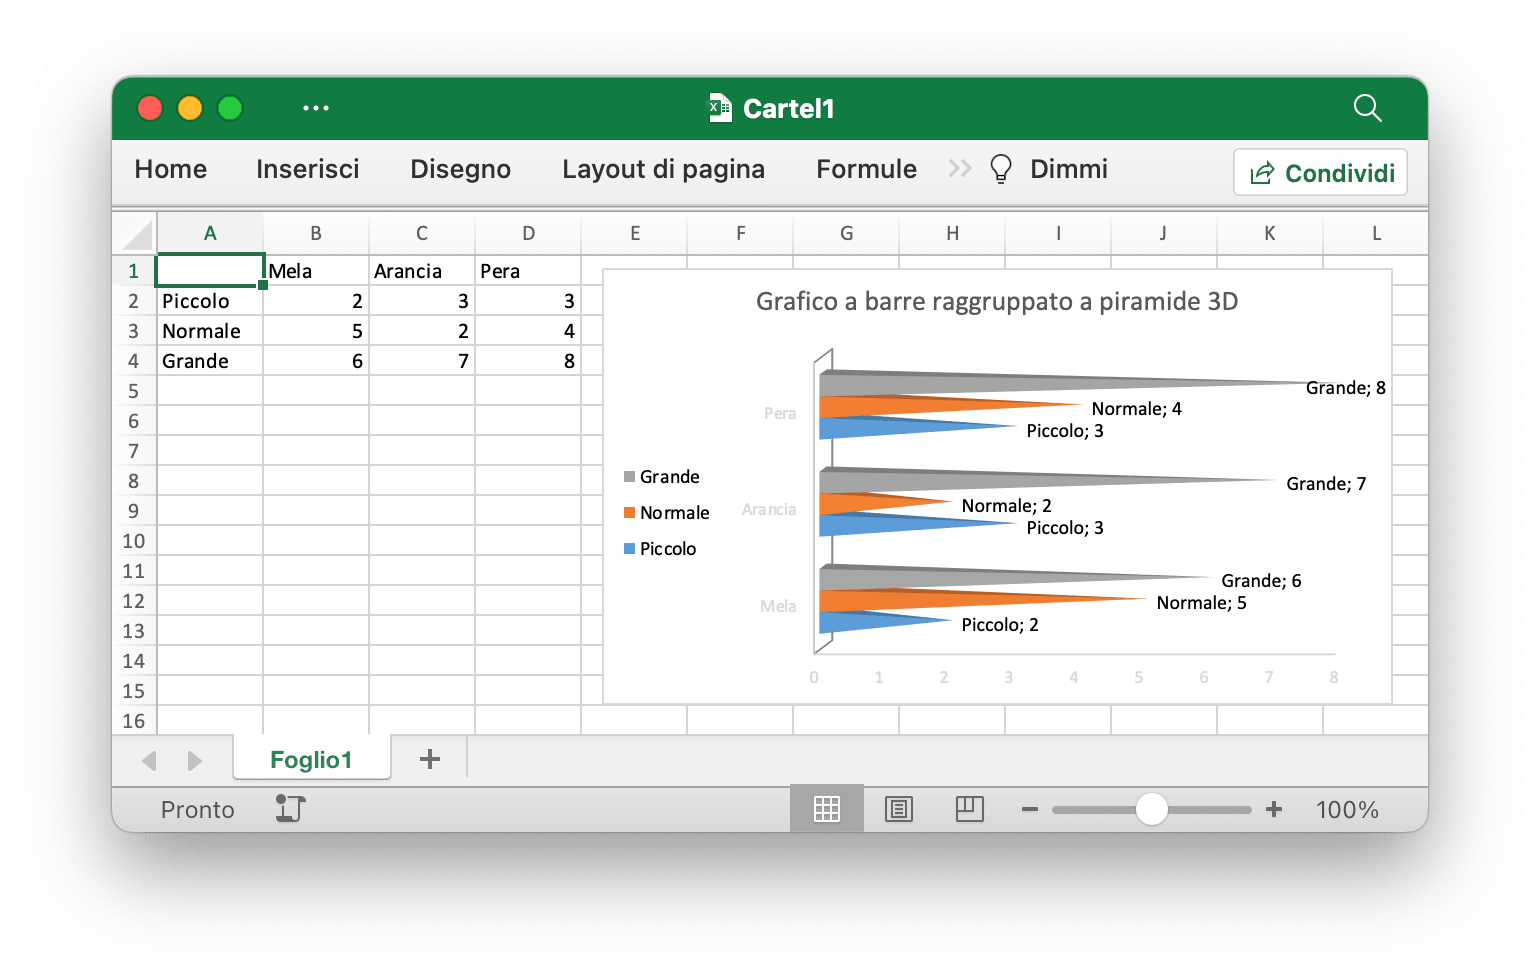 Cartel1
Home Inserisci Disegno Layout di pagina Formule Dimmi Condividi
A B C D E F G H I J K L
1 Mela Arancia Pera
2 Piccolo 2 3 3
3 Normale 5 2 4
4 Grande 6 7 8
5
6
7
8
9
10
11
12
13
14
15
16
Grafico a barre raggruppato a piramide 3D
Grande; 8
Pera
Normale; 4
Piccolo; 3
Grande
Normale
Piccolo
Grande; 7
Arancia
Normale; 2
Piccolo; 3
Grande; 6
Mela
Normale; 5
Piccolo; 2
0 1 2 3 4 5 6 7 8
Foglio1
Pronto 100%